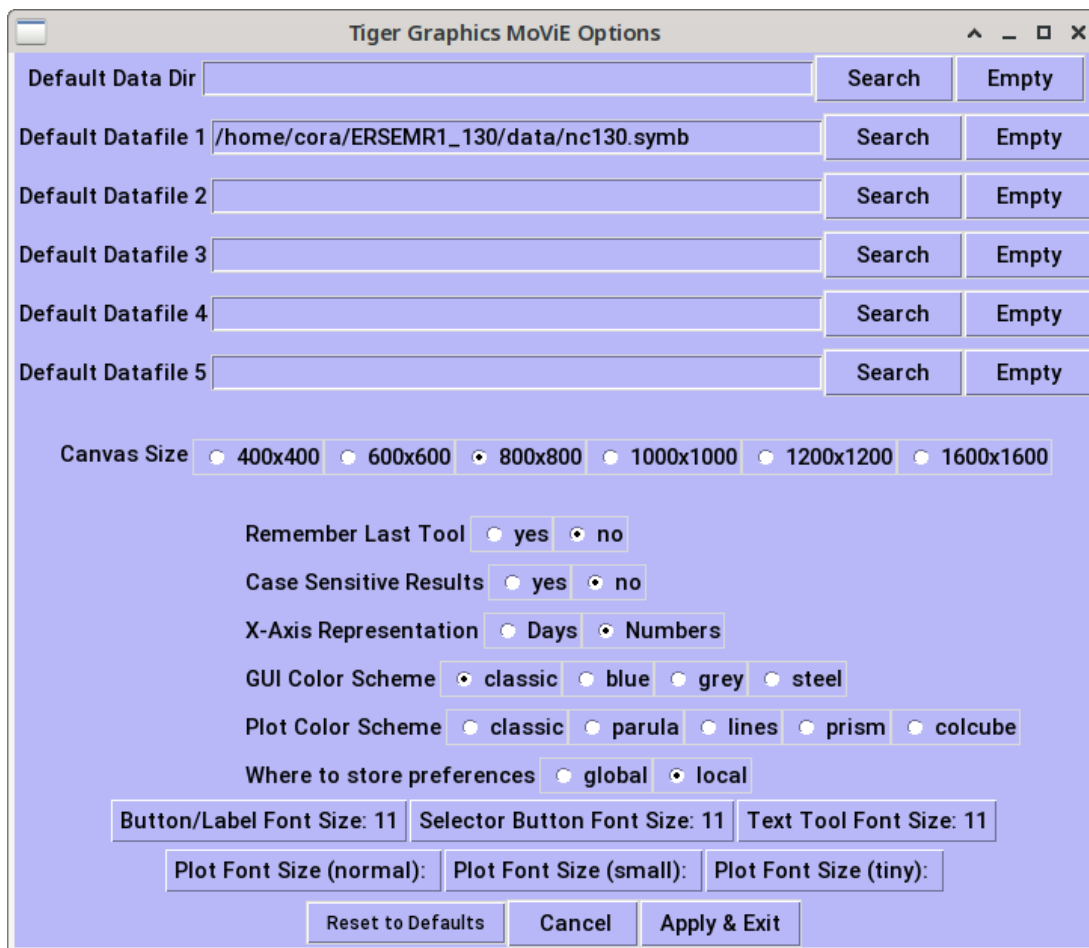 Tiger Graphics MoViE Options
Default Data Dir Search Empty
Default Datafile 1 /home/cora/ERSEMR1_130/data/nc130.symb Search Empty
Default Datafile 2 Search Empty
Default Datafile 3 Search Empty
Default Datafile 4 Search Empty
Default Datafile 5 Search Empty
Canvas Size 400x400 600x600 800x800 1000x1000 1200x1200 1600x1600
Remember Last Tool yes no
Case Sensitive Results yes no
X-Axis Representation Days Numbers
GUI Color Scheme classic blue grey steel
Plot Color Scheme classic parula lines prism colcube
Where to store preferences global local
Button/Label Font Size: 11 Selector Button Font Size: 11 Text Tool Font Size: 11
Plot Font Size (normal): Plot Font Size (small): Plot Font Size (tiny):
Reset to Defaults Cancel Apply & Exit